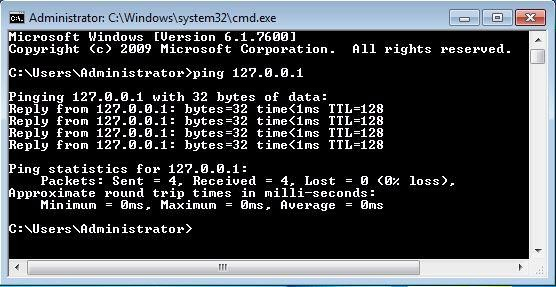 Administrator: C:\Windows\system32\cmd.exe
Microsoft Windows [Version 6.1.7600]
Copyright (c) 2009 Microsoft Corporation.  All rights reserved.
C:\Users\Administrator>ping 127.0.0.1
Pinging 127.0.0.1 with 32 bytes of data:
Reply from 127.0.0.1: bytes=32 time<1ms TTL=128
Reply from 127.0.0.1: bytes=32 time<1ms TTL=128
Reply from 127.0.0.1: bytes=32 time<1ms TTL=128
Reply from 127.0.0.1: bytes=32 time<1ms TTL=128
Ping statistics for 127.0.0.1:
    Packets: Sent = 4, Received = 4, Lost = 0 (0% loss),
Approximate round trip times in milli-seconds:
    Minimum = 0ms, Maximum = 0ms, Average = 0ms
C:\Users\Administrator>